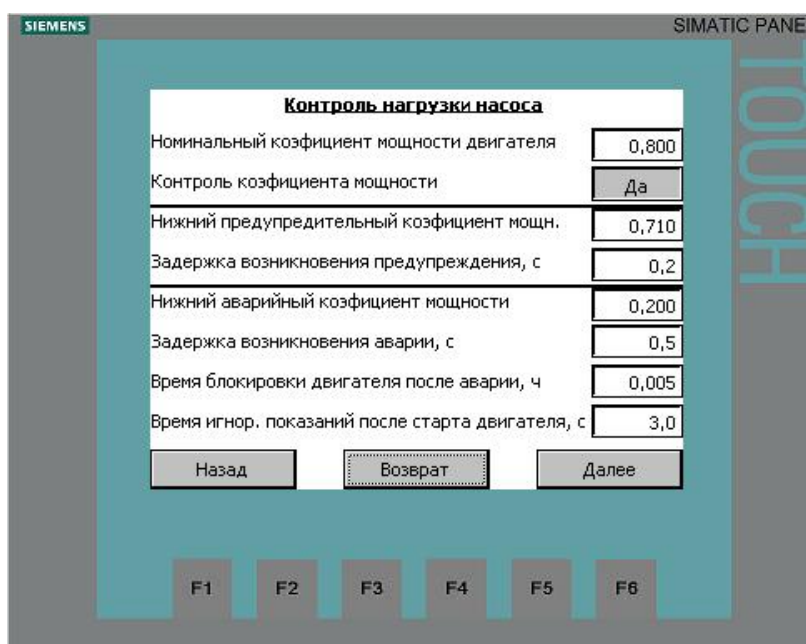 SIEMENS
SIMATIC PANE
TOUCH
Контроль нагрузки насоса
Номинальный коэфициент мощности двигателя 0,800
Контроль коэфициента мощности Да
Нижний предупредительный коэфициент мощн. 0,710
Задержка возникновения предупреждения, с 0,2
Нижний аварийный коэфициент мощности 0,200
Задержка возникновения аварии, с 0,5
Время блокировки двигателя после аварии, ч 0,005
Время игнор. показаний после старта двигателя, с 3,0
Назад Возврат Далее
F1 F2 F3 F4 F5 F6